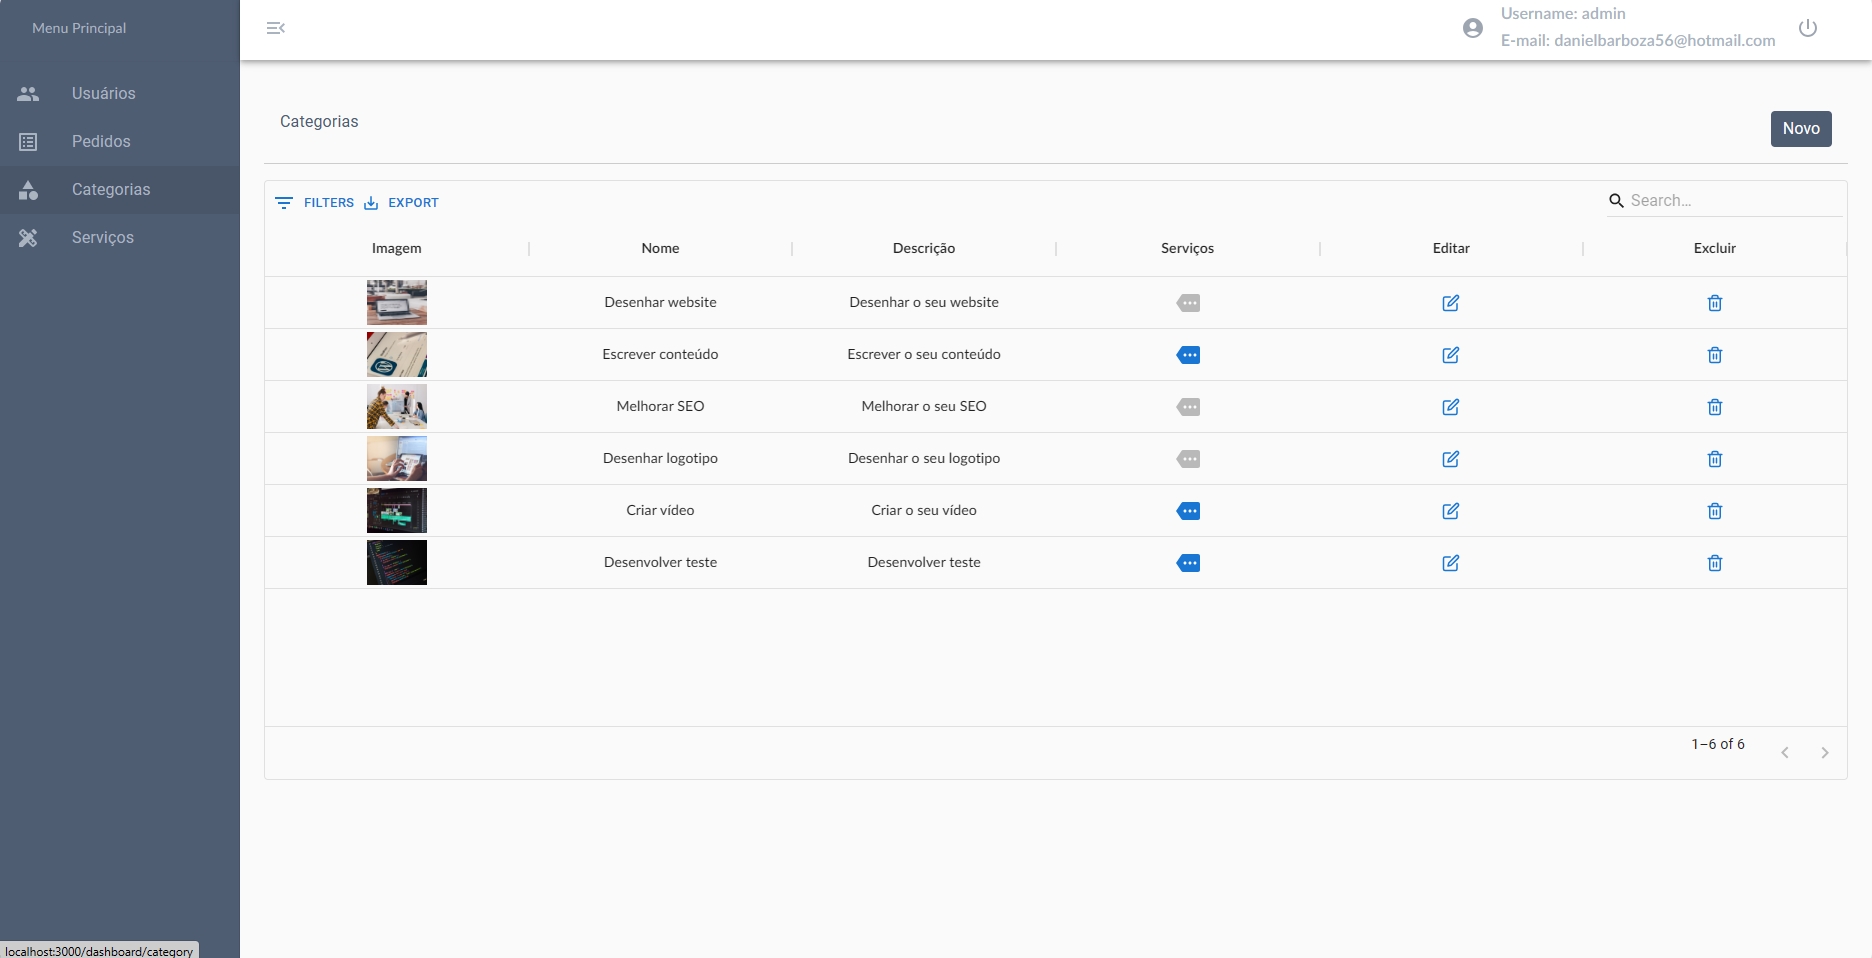 Menu Principal
Username: admin
E-mail: danielbarboza56@hotmail.com
Usuários
Pedidos
Categorias
Serviços
Categorias
Novo
FILTERS EXPORT
Search...
Imagem Nome Descrição Serviços Editar Excluir
Desenhar website Desenhar o seu website
Escrever conteúdo Escrever o seu conteúdo
Melhorar SEO Melhorar o seu SEO
Desenhar logotipo Desenhar o seu logotipo
Criar vídeo Criar o seu vídeo
Desenvolver teste Desenvolver teste
1–6 of 6
localhost:3000/dashboard/category